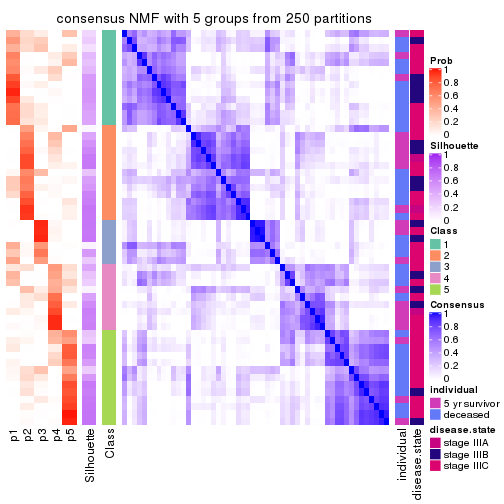 consensus NMF with 5 groups from 250 partitions
Prob
1
0.8
0.6
0.4
0.2
0
Silhouette
1
0.8
0.6
0.4
0.2
0
Class
1
2
3
4
5
Consensus
1
0.8
0.6
0.4
0.2
0
individual
5 yr survivor
deceased
disease.state
stage IIIA
stage IIIB
stage IIIC
p1
p2
p3
p4
p5
Silhouette
Class
individual
disease.state